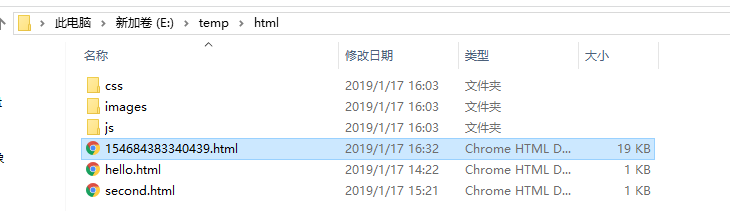 此电脑 > 新加卷 (E:) > temp > html
名称 修改日期 类型 大小
css 2019/1/17 16:03 文件夹
images 2019/1/17 16:03 文件夹
js 2019/1/17 16:03 文件夹
154684383340439.html 2019/1/17 16:32 Chrome HTML D... 19 KB
hello.html 2019/1/17 14:22 Chrome HTML D... 1 KB
second.html 2019/1/17 15:21 Chrome HTML D... 1 KB